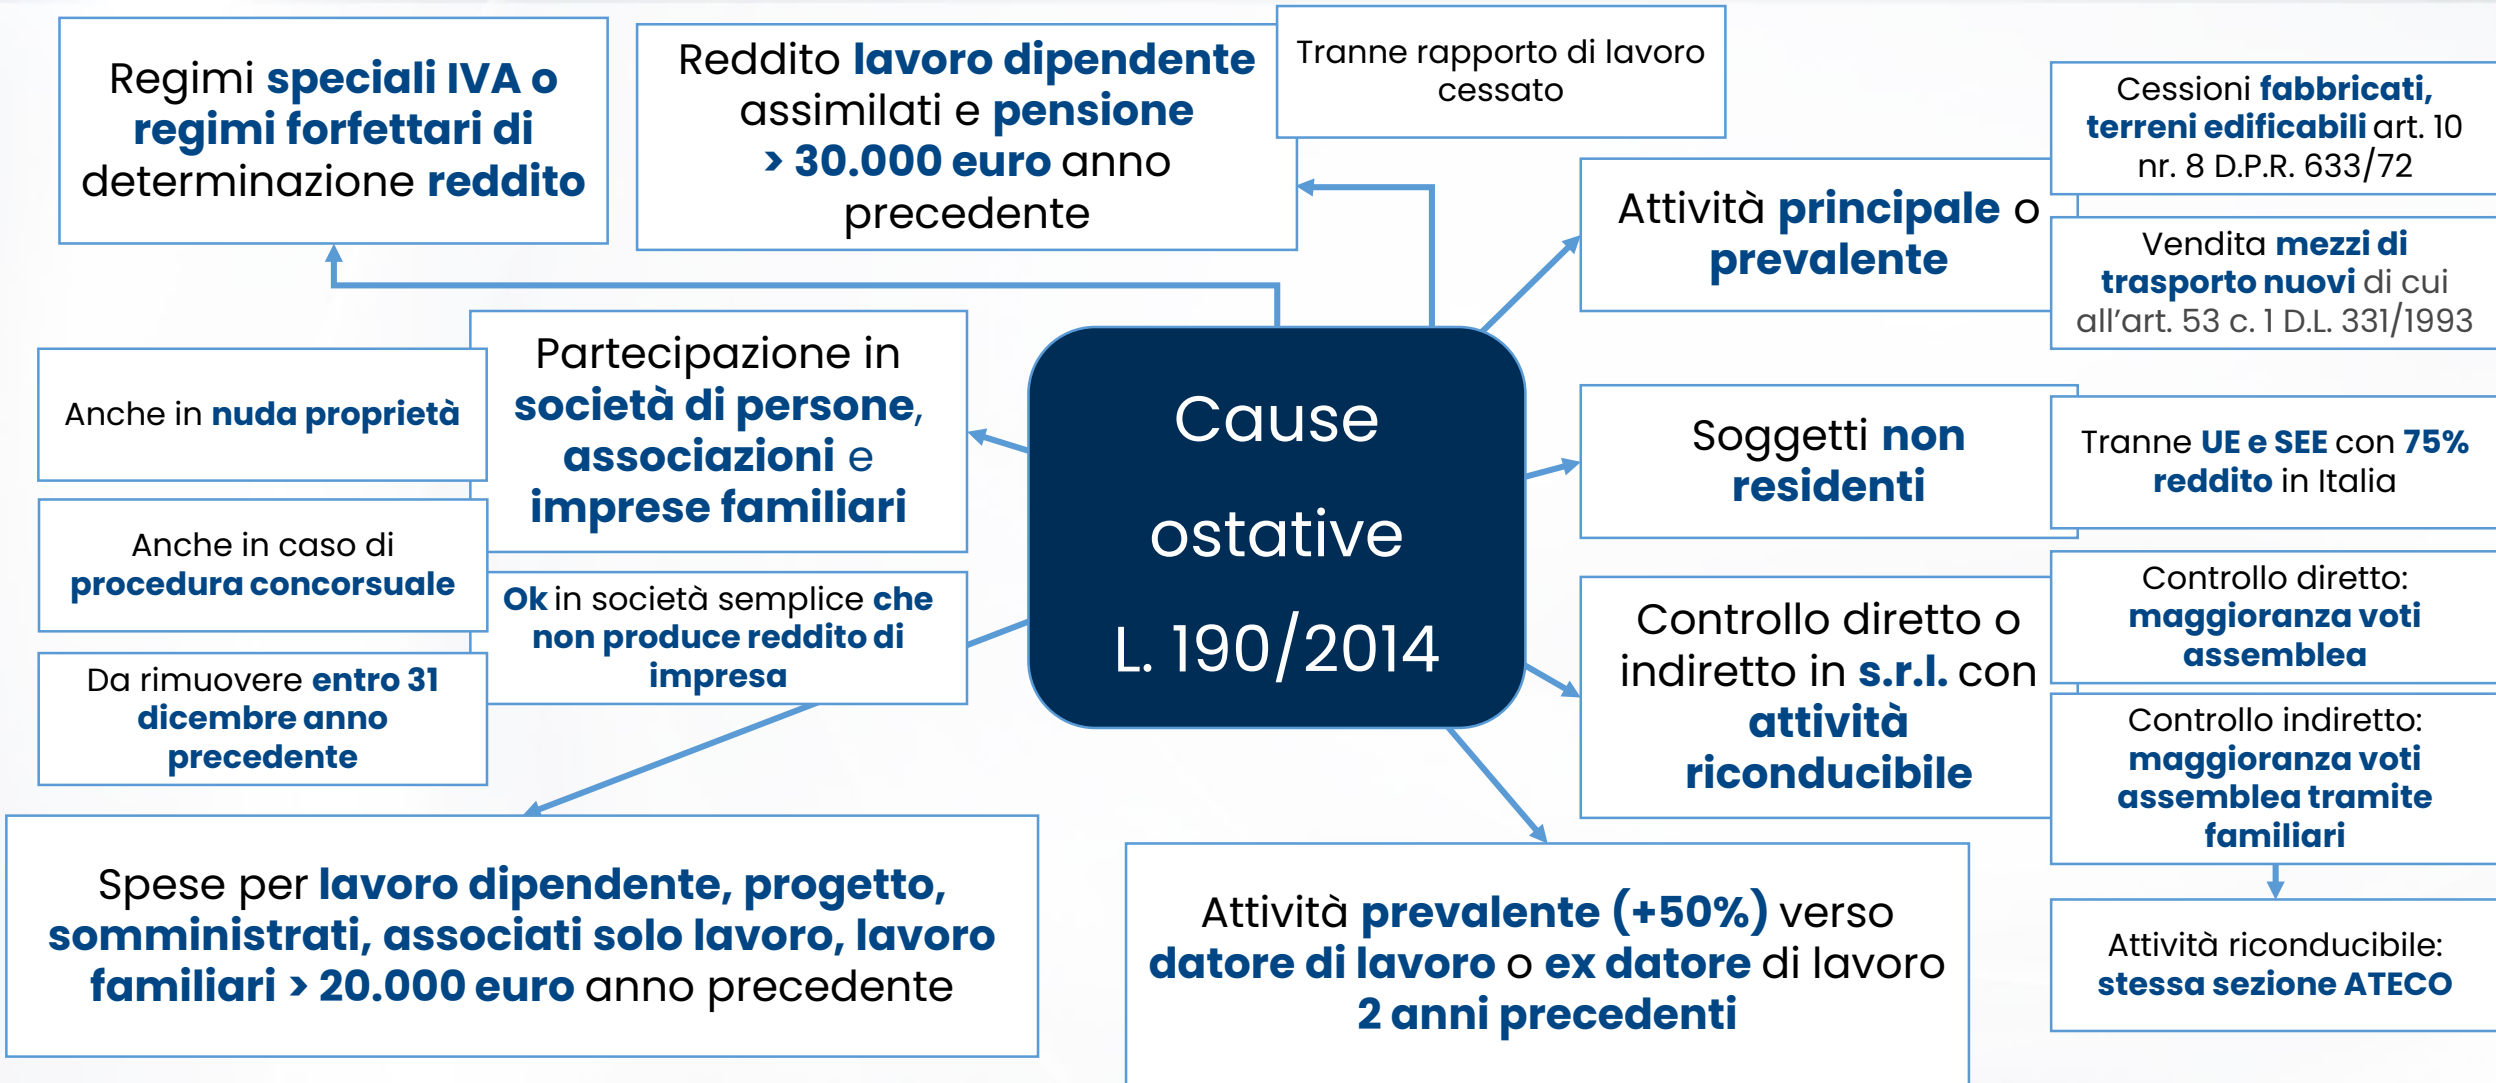 Regimi speciali IVA o
regimi forfettari di
determinazione reddito
Reddito lavoro dipendente
assimilati e pensione
> 30.000 euro anno
precedente
Tranne rapporto di lavoro
cessato
Attività principale o
prevalente
Cessioni fabbricati,
terreni edificabili art. 10
nr. 8 D.P.R. 633/72
Vendita mezzi di
trasporto nuovi di cui
all'art. 53 c. 1 D.L. 331/1993
Partecipazione in
società di persone,
associazioni e
imprese familiari
Anche in nuda proprietà
Anche in caso di
procedura concorsuale
Da rimuovere entro 31
dicembre anno
precedente
Ok in società semplice che
non produce reddito di
impresa
Cause
ostative
L. 190/2014
Soggetti non
residenti
Tranne UE e SEE con 75%
reddito in Italia
Controllo diretto o
indiretto in s.r.l. con
attività
riconducibile
Controllo diretto:
maggioranza voti
assemblea
Controllo indiretto:
maggioranza voti
assemblea tramite
familiari
Attività riconducibile:
stessa sezione ATECO
Spese per lavoro dipendente, progetto,
somministrati, associati solo lavoro, lavoro
familiari > 20.000 euro anno precedente
Attività prevalente (+50%) verso
datore di lavoro o ex datore di lavoro
2 anni precedenti